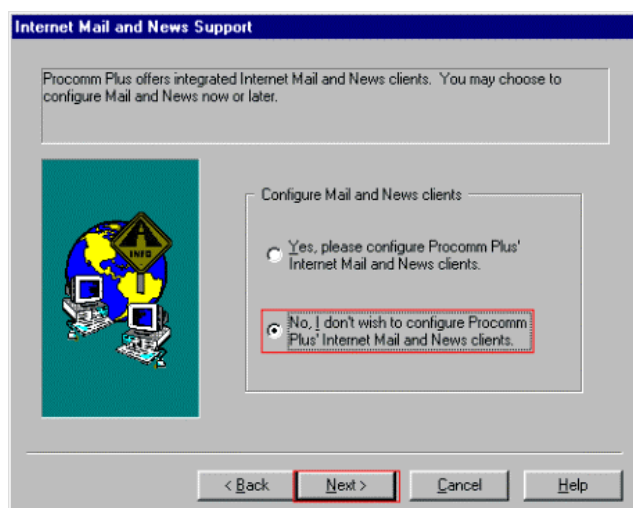 Internet Mail and News Support
Procomm Plus offers integrated Internet Mail and News clients. You may choose to
configure Mail and News now or later.
Configure Mail and News clients
INFO
Yes, please configure Procomm Plus'
Internet Mail and News clients.
No, I don't wish to configure Procomm
Plus' Internet Mail and News clients.
< Back
Next >
Cancel
Help